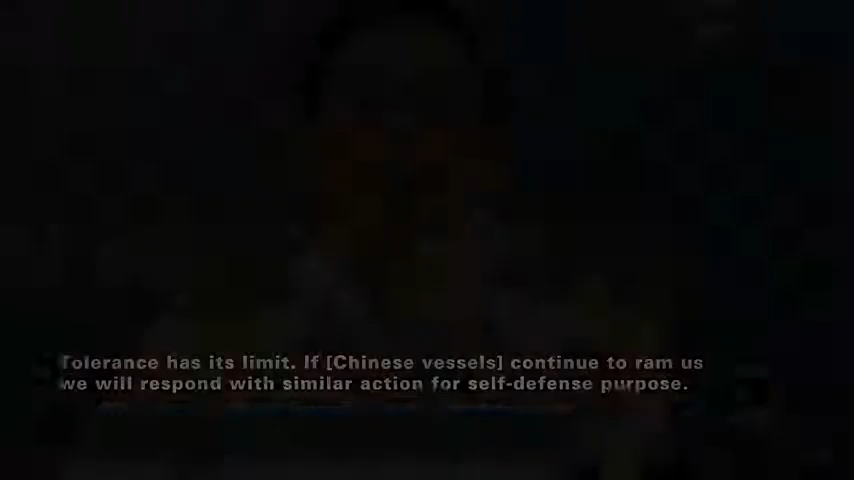 Tolerance has its limit. If [Chinese vessels] continue to ram us
we will respond with similar action for self-defense purpose.